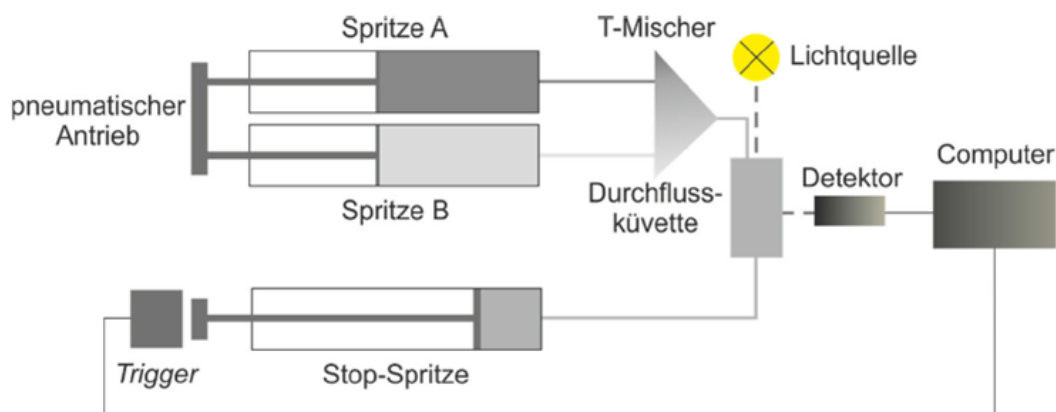 Spritze A
T-Mischer
Lichtquelle
pneumatischer
Antrieb
Spritze B
Durchfluss-
küvette
Detektor
Computer
Trigger
Stop-Spritze